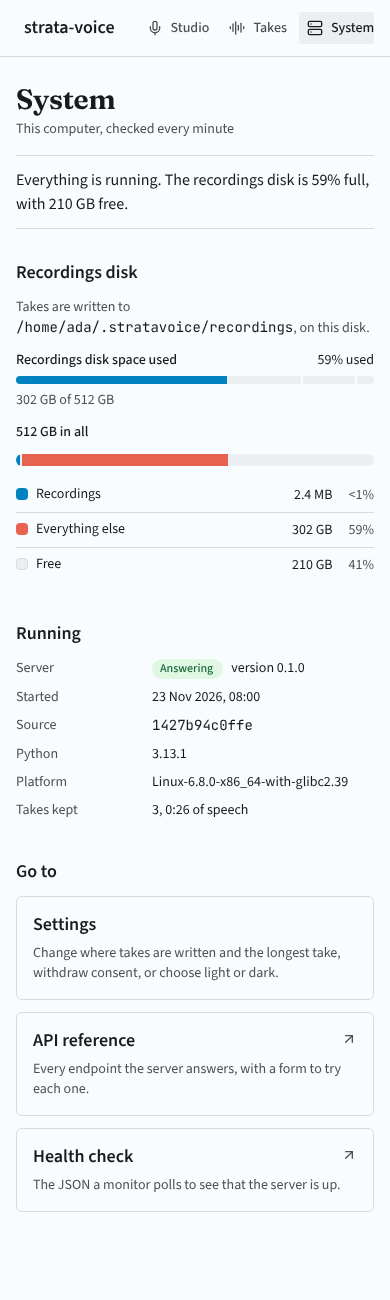 strata-voice
Studio
Takes
System
System
This computer, checked every minute
Everything is running. The recordings disk is 59% full,
with 210 GB free.
Recordings disk
Takes are written to
/home/ada/.stratavoice/recordings, on this disk.
Recordings disk space used 59% used
302 GB of 512 GB
512 GB in all
Recordings 2.4 MB <1%
Everything else 302 GB 59%
Free 210 GB 41%
Running
Server Answering version 0.1.0
Started 23 Nov 2026, 08:00
Source 1427b94c0ffe
Python 3.13.1
Platform Linux-6.8.0-x86_64-with-glibc2.39
Takes kept 3, 0:26 of speech
Go to
Settings
Change where takes are written and the longest take,
withdraw consent, or choose light or dark.
API reference
Every endpoint the server answers, with a form to try
each one.
Health check
The JSON a monitor polls to see that the server is up.